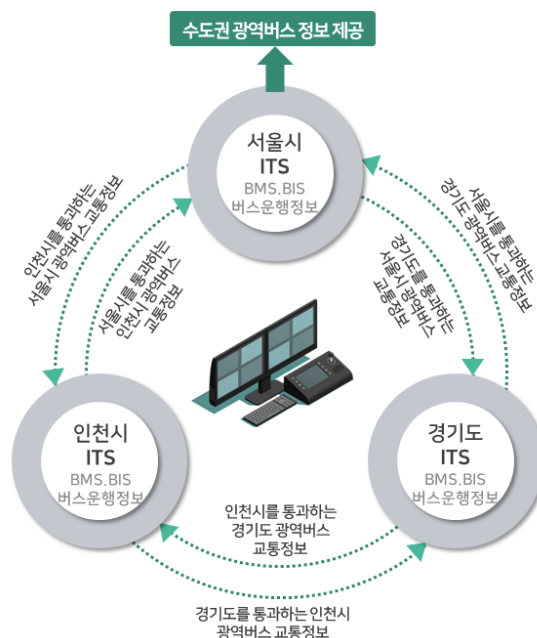 수도권 광역버스 정보 제공
서울시
ITS
BMS.BIS
버스운행정보
인천시를 통과하는
서울시 광역버스 교통정보
서울시를 통과하는
인천시 광역버스
교통정보
경기도를 통과하는
서울시 광역버스
교통정보
서울시를 통과하는
경기도 광역버스 교통정보
인천시
ITS
BMS.BIS
버스운행정보
경기도
ITS
BMS.BIS
버스운행정보
인천시를 통과하는
경기도 광역버스
교통정보
경기도를 통과하는 인천시
광역버스 교통정보